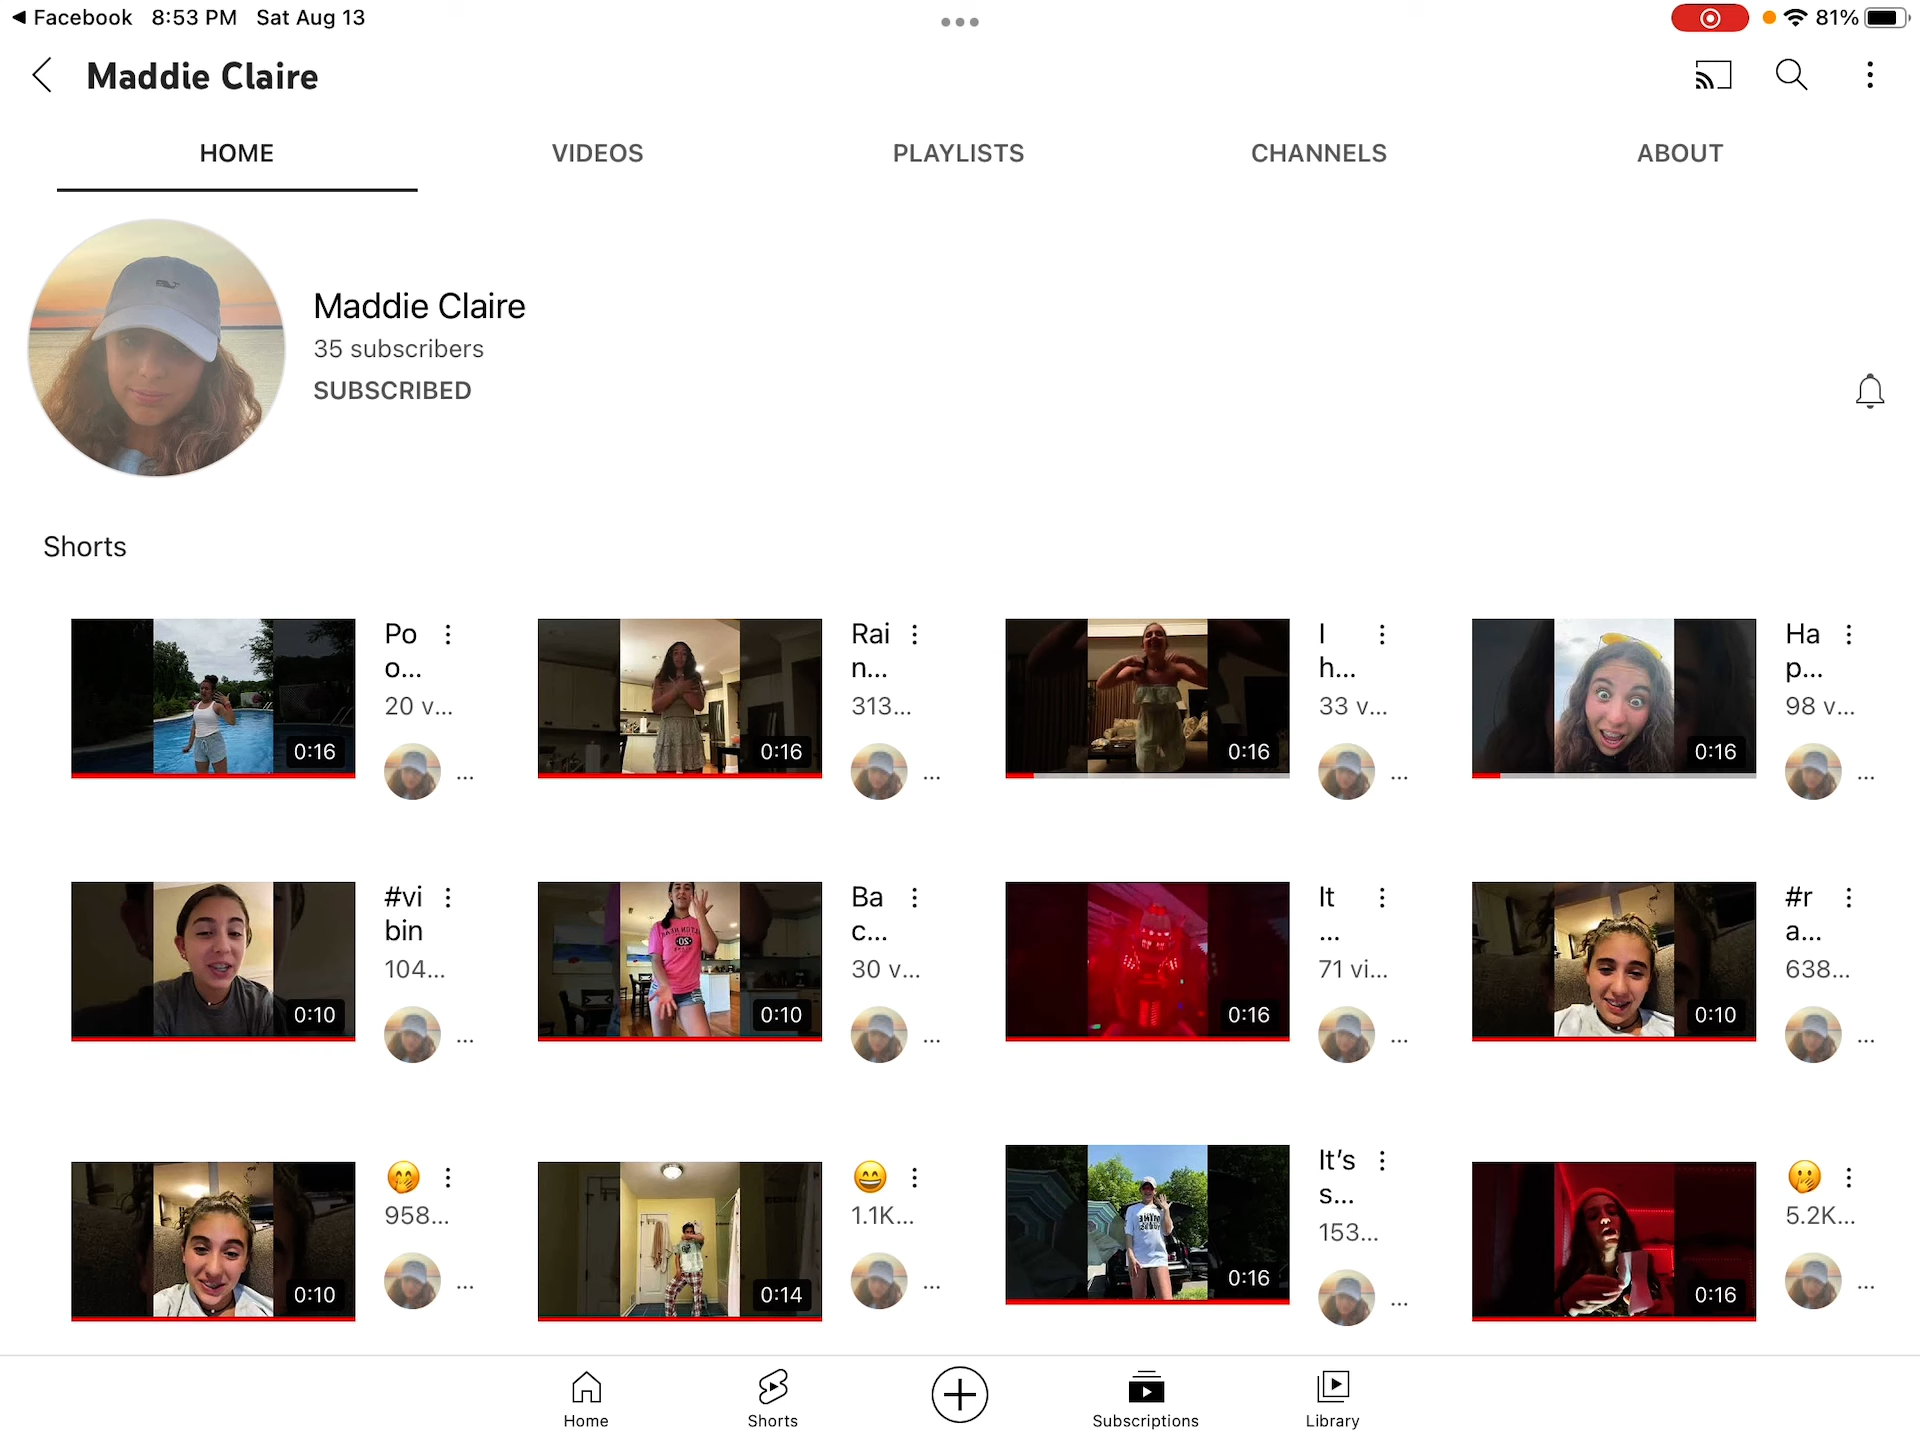 Facebook 8:53 PM Sat Aug 13
81%
Maddie Claire
HOME VIDEOS PLAYLISTS CHANNELS ABOUT
Maddie Claire
35 subscribers
SUBSCRIBED
Shorts
0:16
Po
o...
20 v...
...
0:16
Rai
n...
313...
...
0:16
I
h...
33 v...
...
0:16
Ha
p...
98 v...
...
0:10
#vi
bin
104...
...
0:10
Ba
c...
30 v...
...
0:16
It
...
71 vi...
...
0:10
#r
a...
638...
...
0:10
🤭
958...
...
0:14
😄
1.1K...
...
0:16
It's
s...
153...
...
0:16
🤭
5.2K...
...
Home Shorts Subscriptions Library